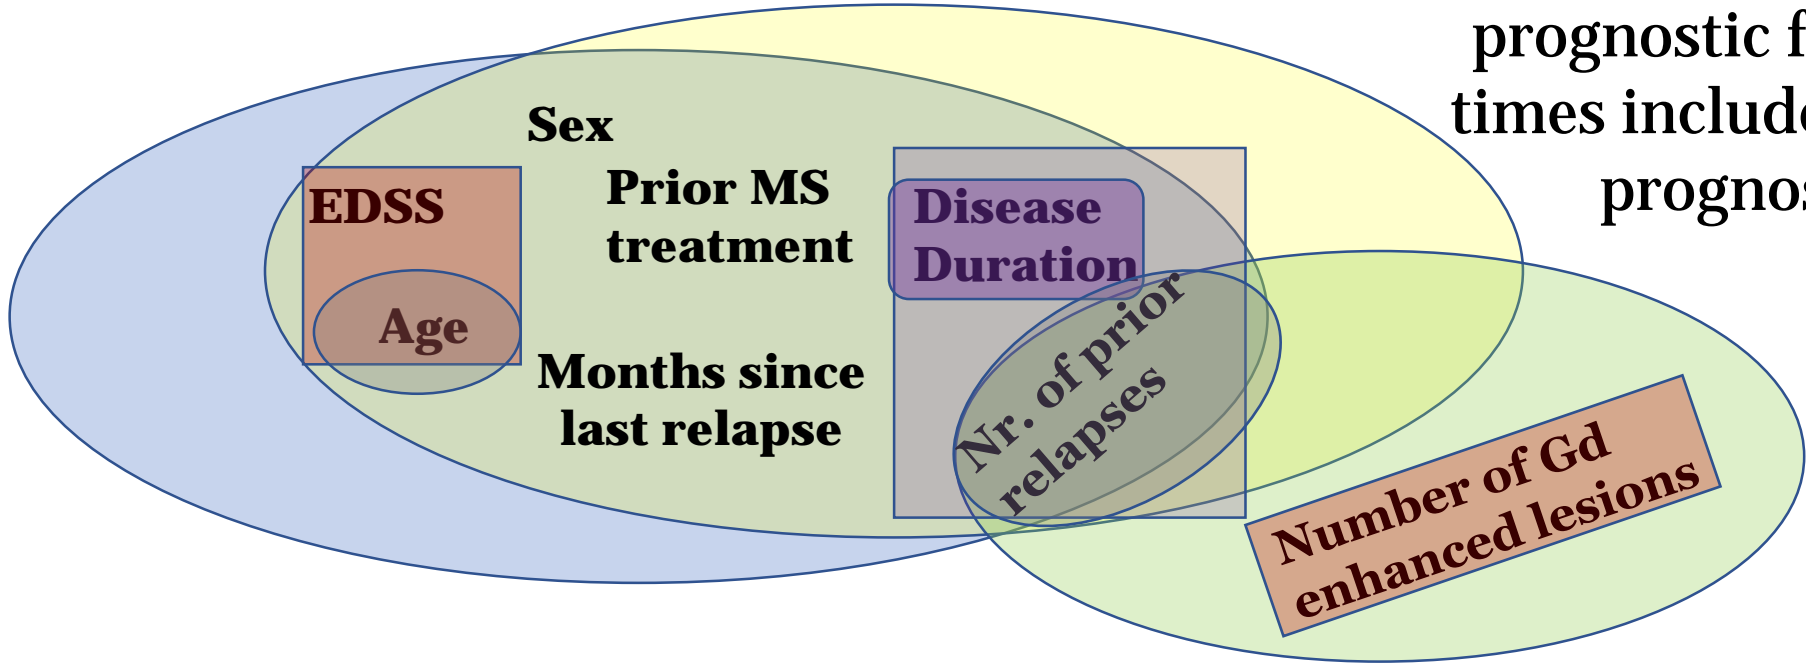 prognostic f
times include
prognos
Sex
EDSS
Prior MS
treatment
Disease
Duration
Age
Months since
last relapse
Nr. of prior
relapses
Number of Gd
enhanced lesions